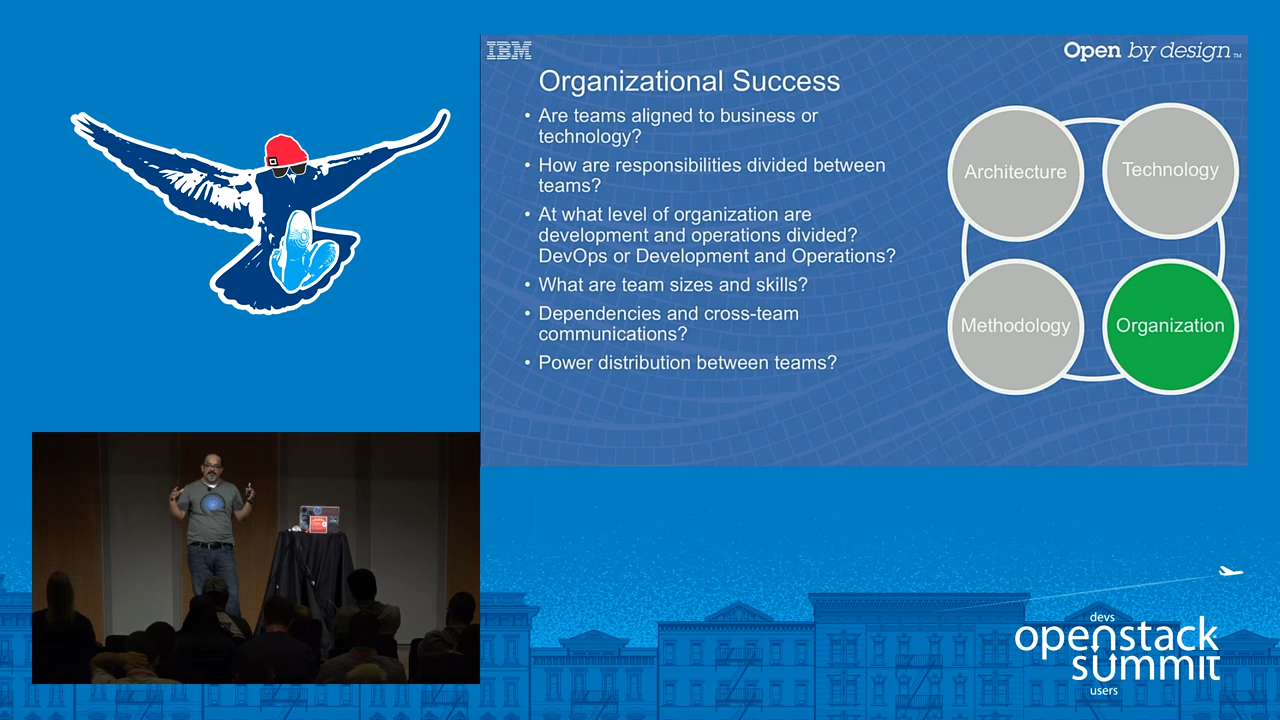 IBM
Open by design™
Organizational Success
• Are teams aligned to business or
technology?
• How are responsibilities divided between
teams?
• At what level of organization are
development and operations divided?
DevOps or Development and Operations?
• What are team sizes and skills?
• Dependencies and cross-team
communications?
• Power distribution between teams?
Architecture
Technology
Methodology
Organization
devs
openstack
summit
users